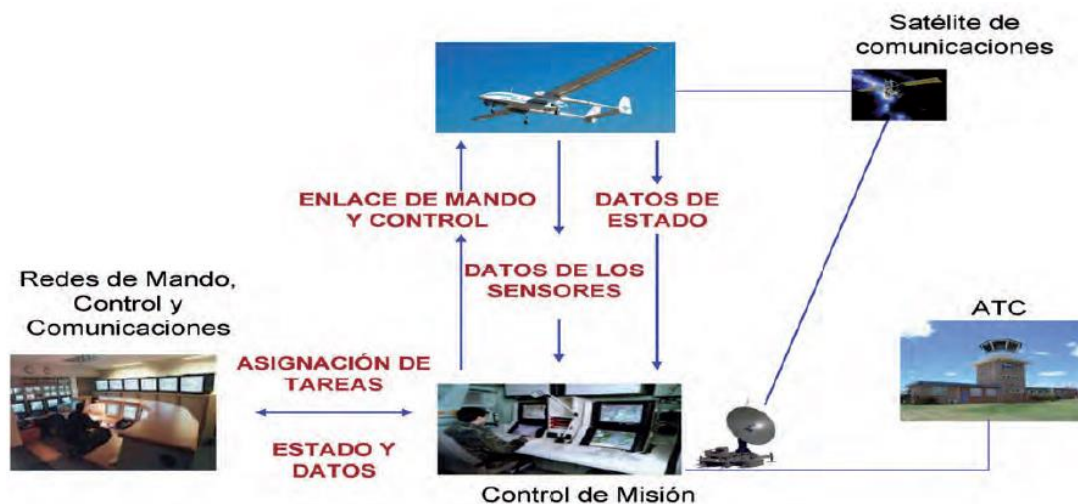 Satélite de
comunicaciones
ENLACE DE MANDO
Y CONTROL
DATOS DE
ESTADO
DATOS DE LOS
SENSORES
Redes de Mando,
Control y
Comunicaciones
ATC
ASIGNACIÓN DE
TAREAS
ESTADO Y
DATOS
Control de Misión